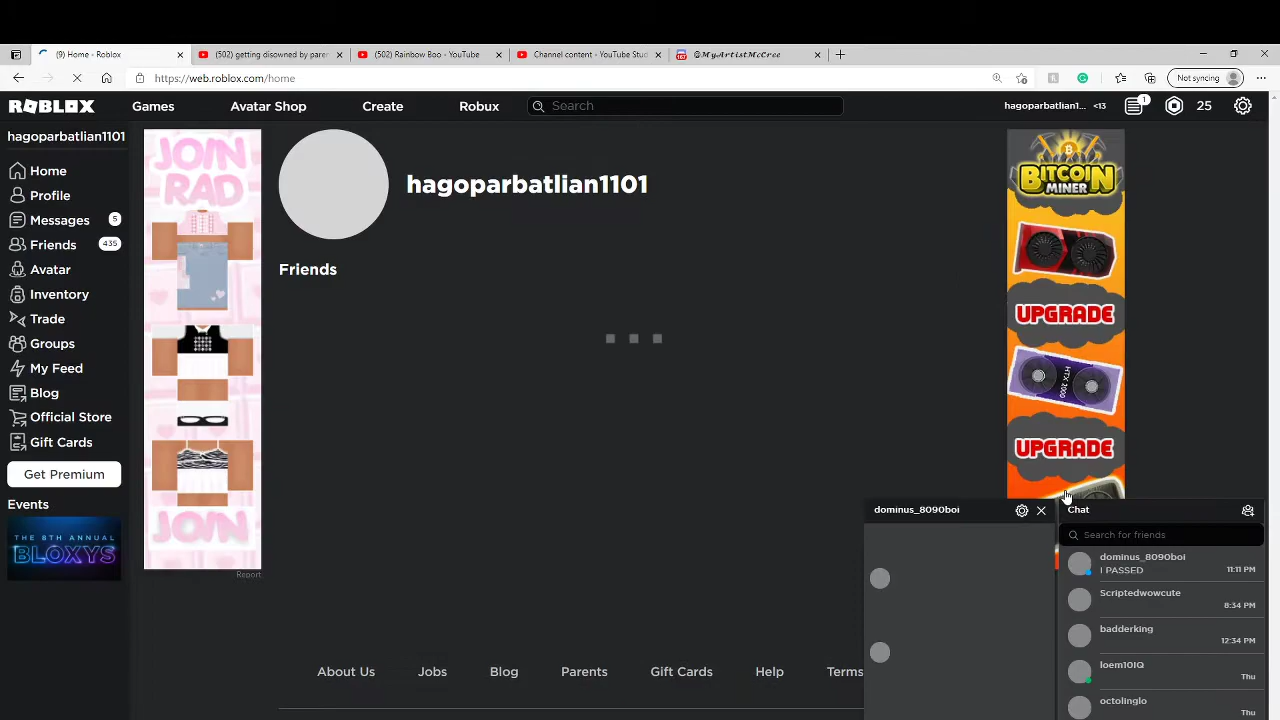 (9) Home - Roblox
(502) getting disowned by pare
(502) Rainbow Boo - YouTube
Channel content - YouTube Stud
@𝓜𝔂𝓐𝓻𝓽𝓲𝓼𝓽𝓜𝓬𝓒𝓻𝓮𝓮
https://web.roblox.com/home
Not syncing
ROBLOX
Games
Avatar Shop
Create
Robux
Search
hagoparbatlian1... <13
1
25
hagoparbatlian1101
Home
Profile
Messages 5
Friends 435
Avatar
Inventory
Trade
Groups
My Feed
Blog
Official Store
Gift Cards
Get Premium
Events
THE 8TH ANNUAL
BLOXYS
JOIN
RAD
JOIN
Report
hagoparbatlian1101
Friends
BITCOIN
MINER
UPGRADE
HTX 2000
UPGRADE
About Us
Jobs
Blog
Parents
Gift Cards
Help
Terms
dominus_8090boi
Chat
Search for friends
dominus_8090boi
I PASSED 11:11 PM
Scriptedwowcute
8:34 PM
badderking
12:34 PM
loem10IQ
Thu
octolinglo
Thu